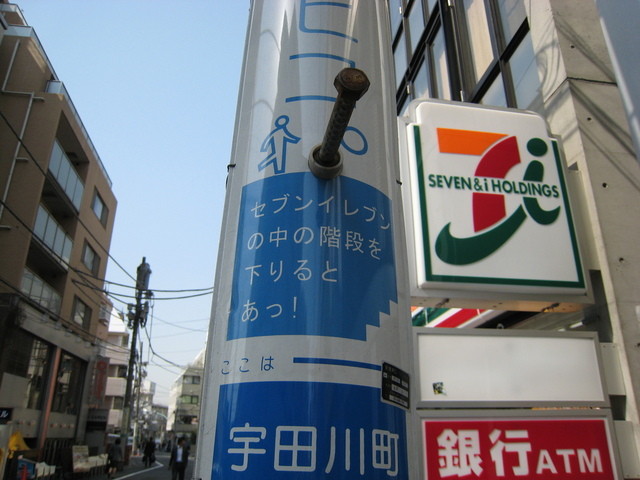 セブンイレブン
の中の階段を
下りると
あっ!
ここは
宇田川町
SEVEN&i HOLDINGS
銀行ATM